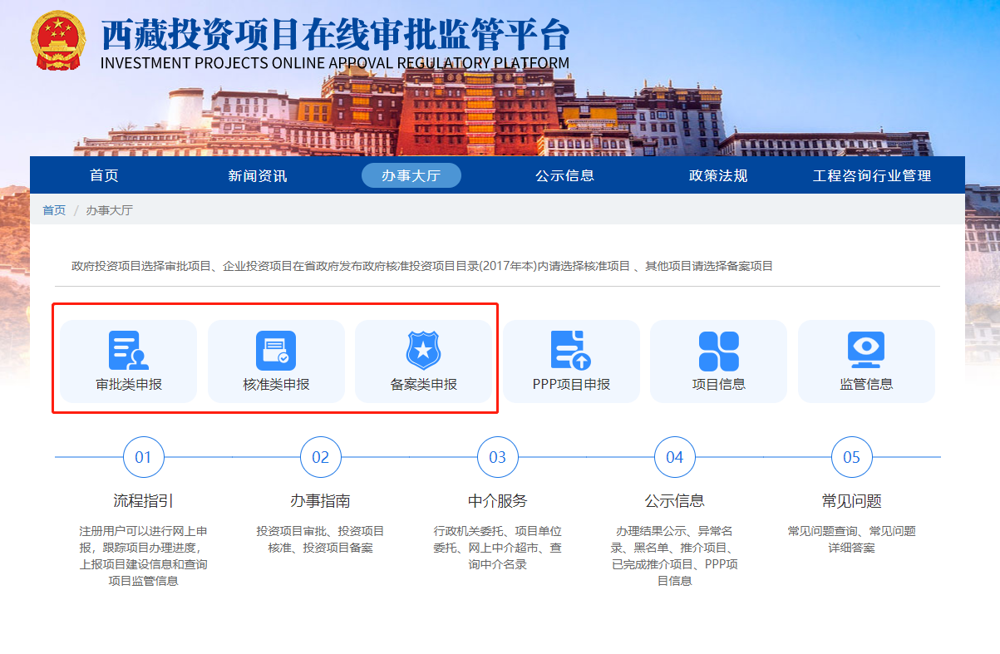 西藏投资项目在线审批监管平台
INVESTMENT PROJECTS ONLINE APPOVAL REGULATORY PLATFORM
首页 新闻资讯 办事大厅 公示信息 政策法规 工程咨询行业管理
首页 / 办事大厅
政府投资项目选择审批项目、企业投资项目在省政府发布政府核准投资项目目录(2017年本)内请选择核准项目 、其他项目请选择备案项目
审批类申报 核准类申报 备案类申报 PPP项目申报 项目信息 监管信息
01 02 03 04 05
流程指引
注册用户可以进行网上申
报，跟踪项目办理进度，
上报项目建设信息和查询
项目监管信息
办事指南
投资项目审批、投资项目
核准、投资项目备案
中介服务
行政机关委托、项目单位
委托、网上中介超市、查
询中介名录
公示信息
办理结果公示、异常名
录、黑名单、推介项目、
已完成推介项目、PPP项
目信息
常见问题
常见问题查询、常见问题
详细答案